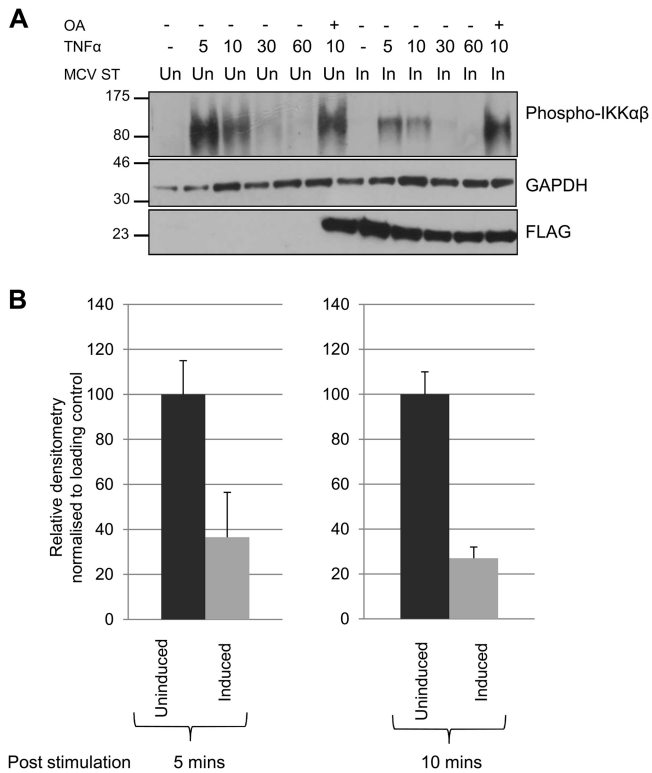 A
OA - - - - - + - - - - - +
TNFα - 5 10 30 60 10 - 5 10 30 60 10
MCV ST Un Un Un Un Un Un In In In In In In
175
80
Phospho-IKKαβ
46
30
GAPDH
23
FLAG
B
Relative densitometry
normalised to loading control
140
120
100
80
60
40
20
0
Uninduced
Induced
140
120
100
80
60
40
20
0
Uninduced
Induced
Post stimulation 5 mins 10 mins